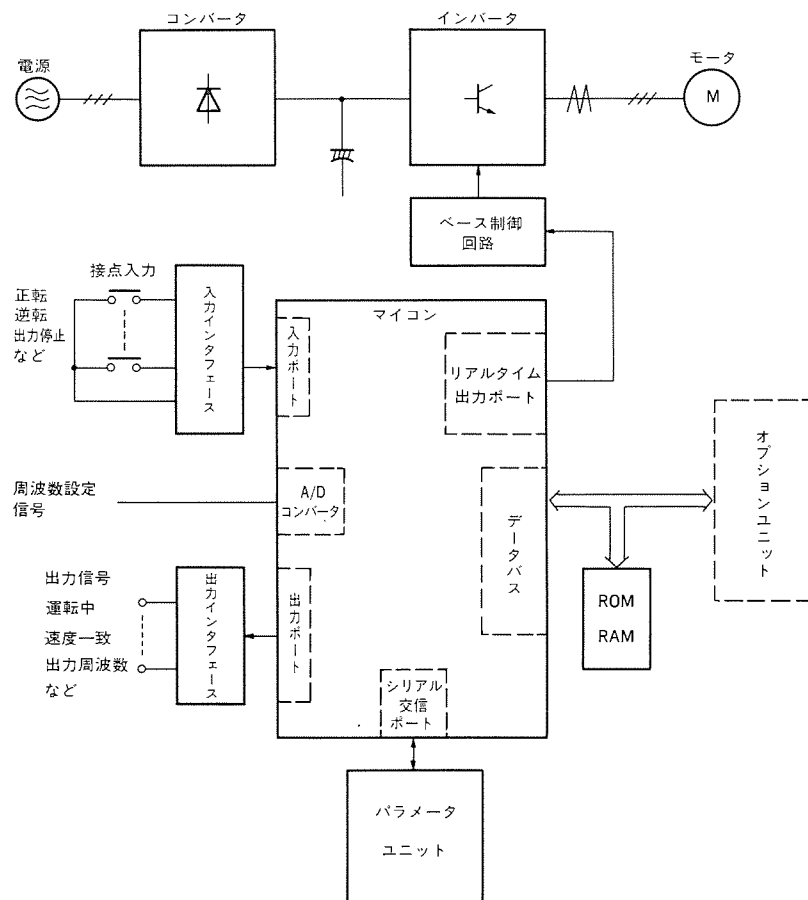 コンバータ
インバータ
電源
モータ
M
ベース制御
回路
接点入力
正転
逆転
出力停止
など
入力インタフェース
マイコン
入力ポート
リアルタイム
出力ポート
周波数設定
信号
A/D
コンバータ
データバス
オプションユニット
ROM
RAM
出力信号
運転中
速度一致
出力周波数
など
出力インタフェース
出力ポート
シリアル
交信
ポート
パラメータ
ユニット